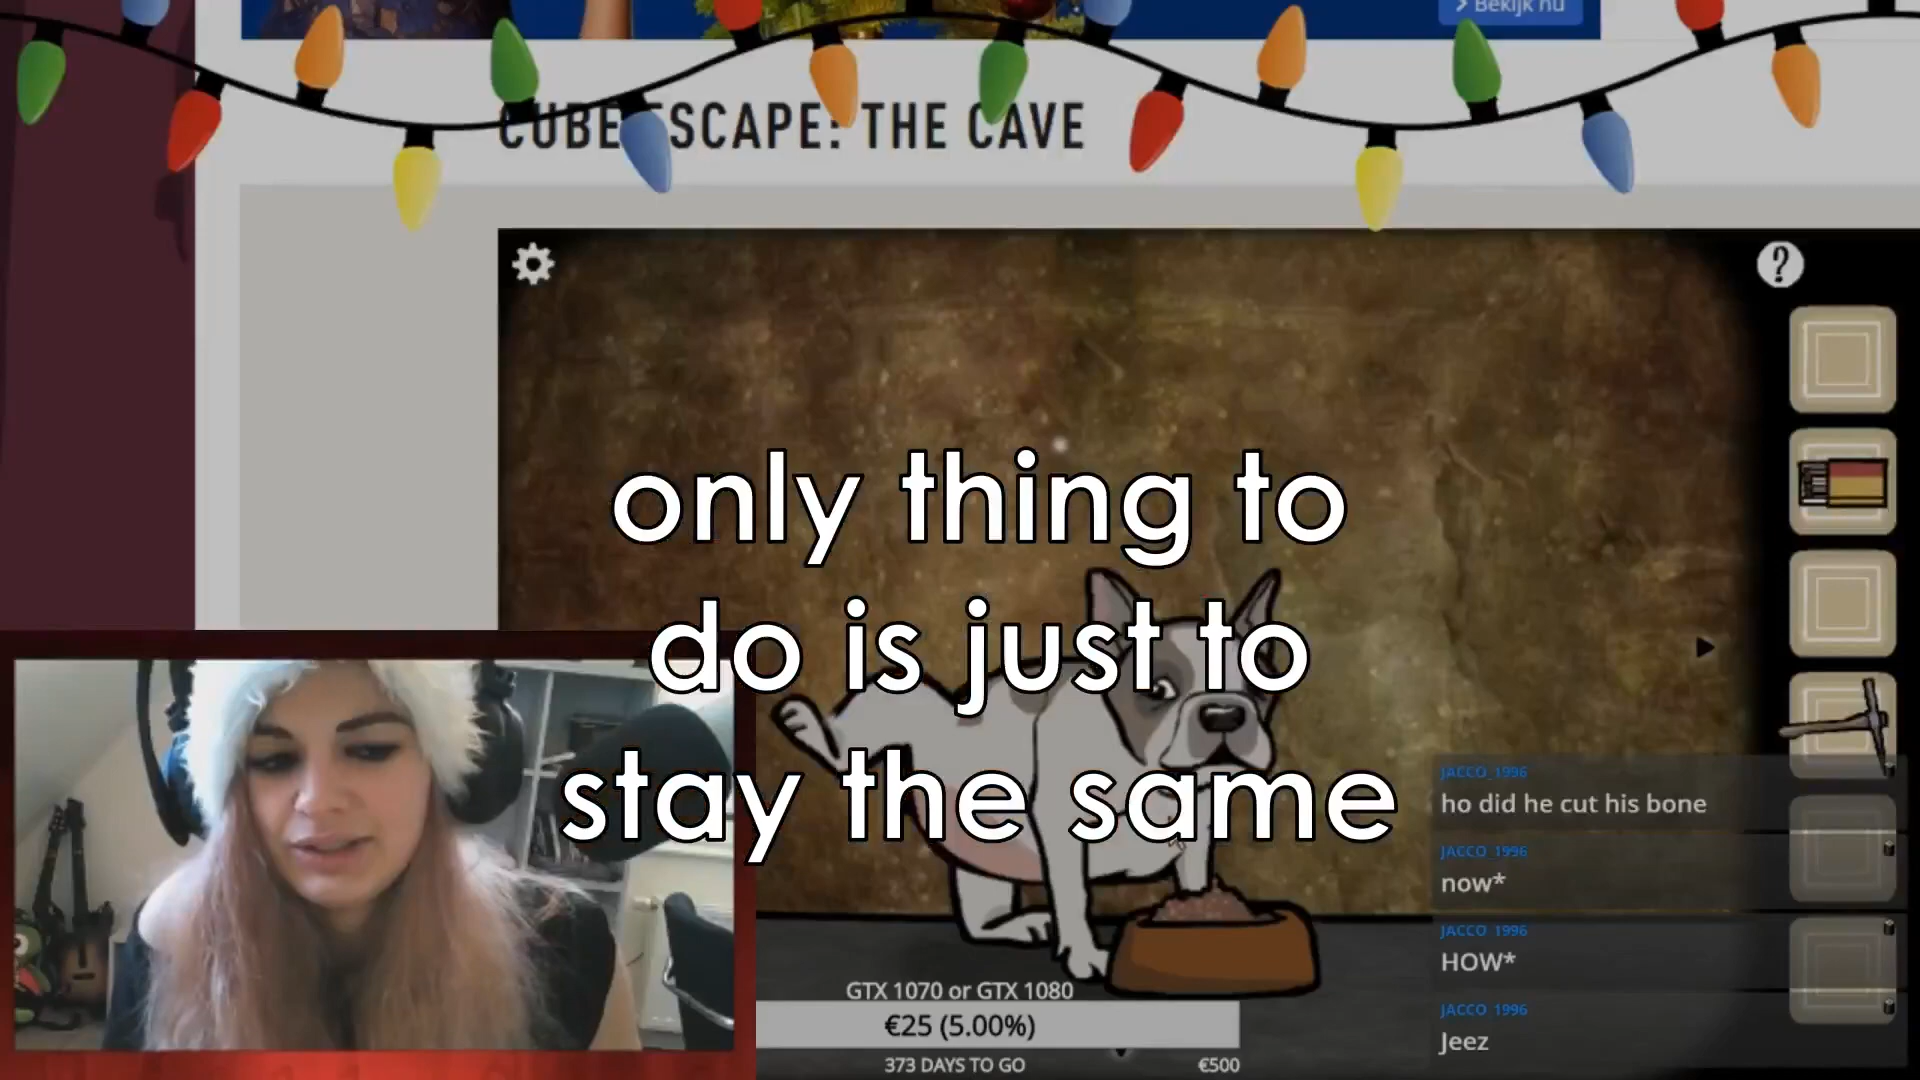 Bekijk nu
CUBE ESCAPE: THE CAVE
?
only thing to
do is just to
stay the same
JACCO_1996
ho did he cut his bone
JACCO_1996
now*
JACCO_1996
HOW*
JACCO_1996
Jeez
GTX 1070 or GTX 1080
€25 (5.00%)
373 DAYS TO GO
€500